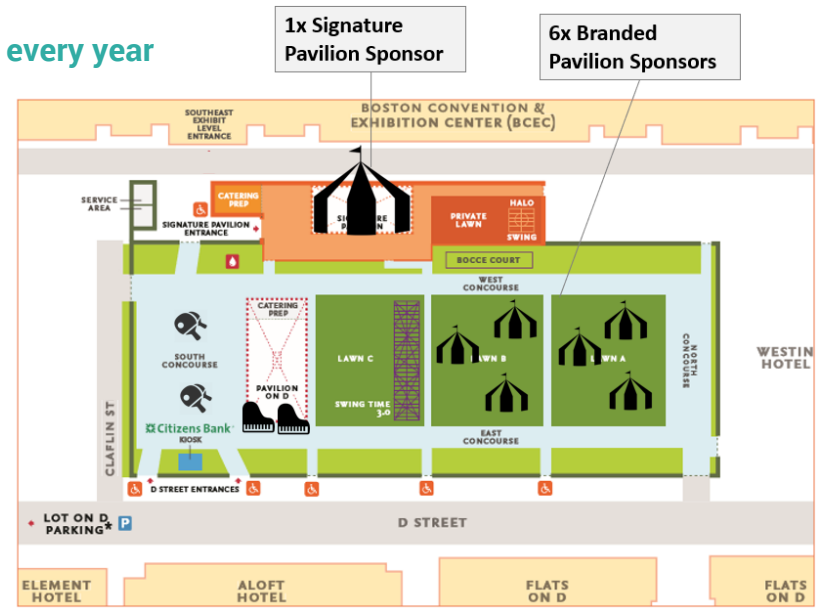 1x Signature
Pavilion Sponsor
6x Branded
Pavilion Sponsors
every year
BOSTON CONVENTION &
EXHIBITION CENTER (BCEC)
SOUTHEAST
EXHIBIT
LEVEL
ENTRANCE
SERVICE
AREA
CATERING
PREP
SIGNATURE PAVILION
ENTRANCE
PRIVATE
LAWN
HALO
SWING
BOCCE COURT
WEST
CONCOURSE
CATERING
PREP
SOUTH
CONCOURSE
PAVILION
ON D
LAWN C
SWING TIME
3.0
LAWN B
LAWN A
NORTH
CONCOURSE
WESTIN
HOTEL
Citizens Bank
KIOSK
EAST
CONCOURSE
CLAFLIN ST
D STREET ENTRANCES
LOT ON D
PARKING*
P
D STREET
ELEMENT
HOTEL
ALOFT
HOTEL
FLATS
ON D
FLATS
ON D